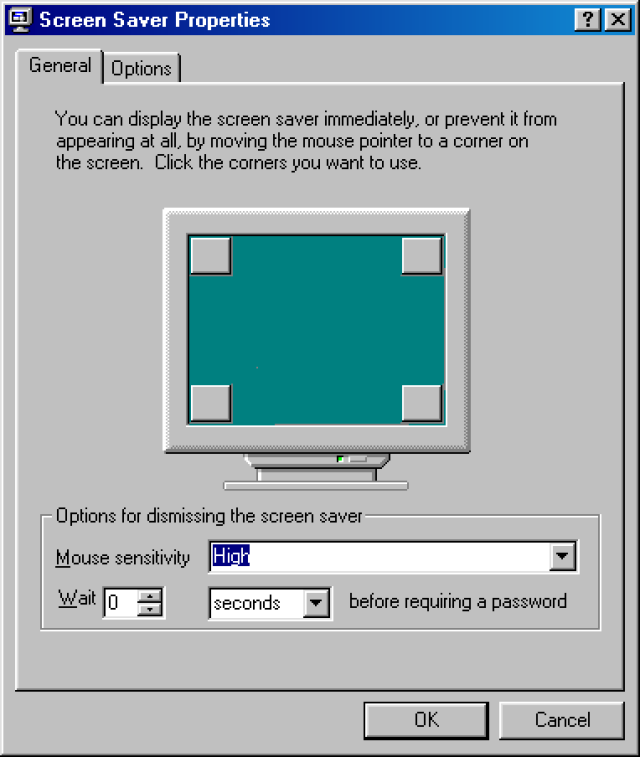 Screen Saver Properties
General
Options
You can display the screen saver immediately, or prevent it from
appearing at all, by moving the mouse pointer to a corner on
the screen.  Click the corners you want to use.
Options for dismissing the screen saver
Mouse sensitivity High
Wait 0 seconds before requiring a password
OK Cancel